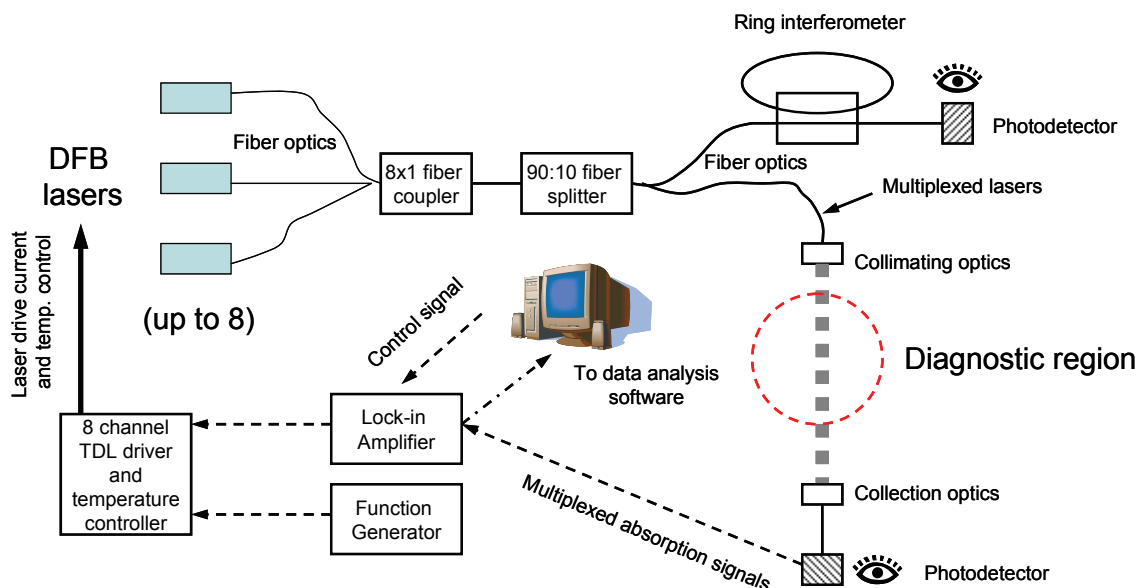 Ring interferometer
Photodetector
Fiber optics
DFB
lasers
8x1 fiber
coupler
90:10 fiber
splitter
Fiber optics
Multiplexed lasers
Collimating optics
(up to 8)
Laser drive current
and temp. control
Control signal
To data analysis
software
Diagnostic region
8 channel
TDL driver
and
temperature
controller
Lock-in
Amplifier
Function
Generator
Multiplexed absorption signals
Collection optics
Photodetector